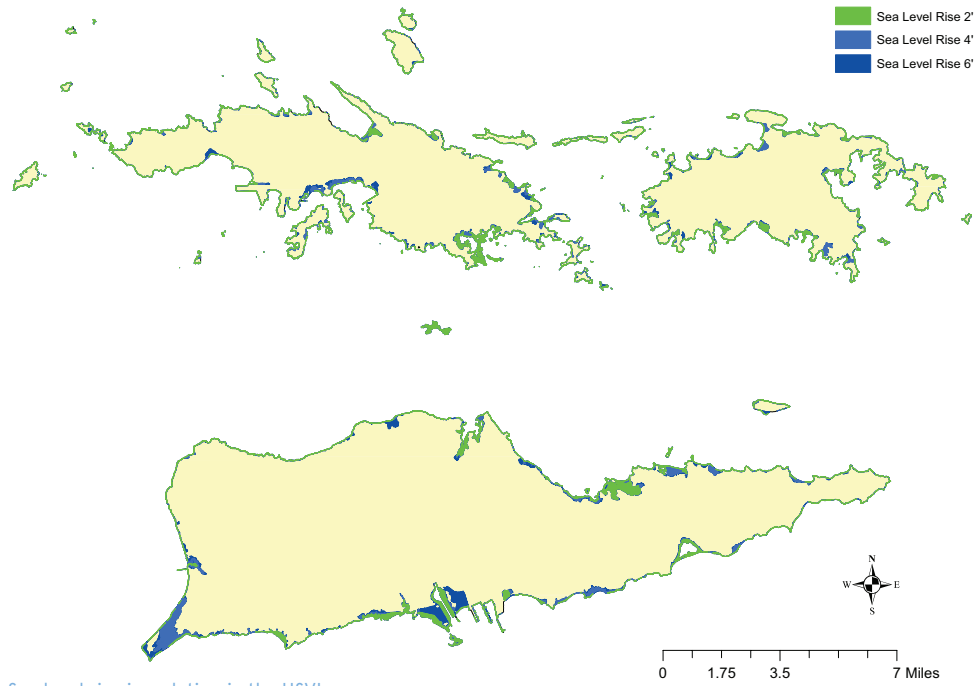 Sea Level Rise 2'
Sea Level Rise 4'
Sea Level Rise 6'
N
W E
S
0 1.75 3.5 7 Miles